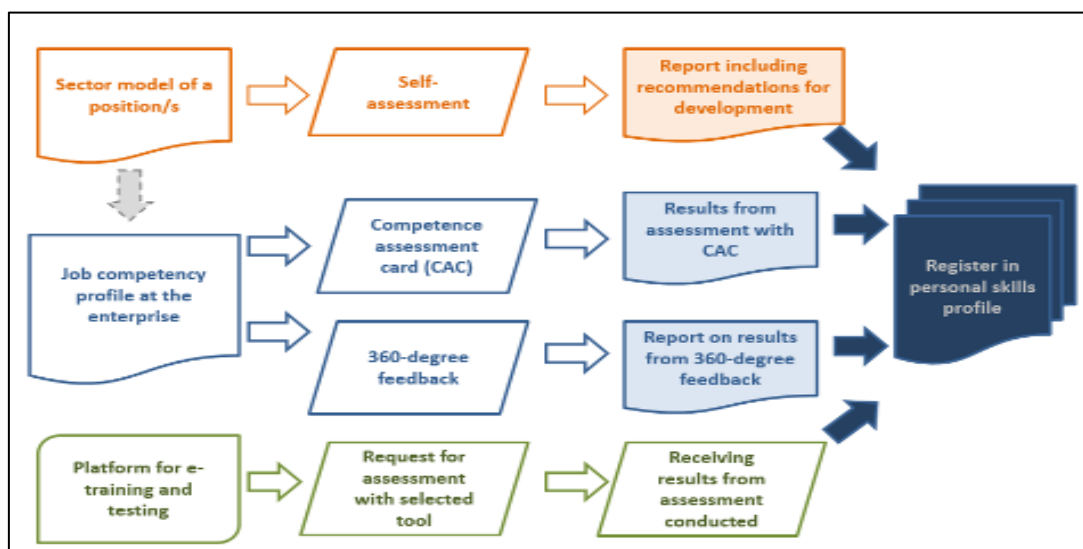 Sector model of a
position/s
Self-
assessment
Report including
recommendations for
development
Job competency
profile at the
enterprise
Competence
assessment
card (CAC)
Results from
assessment with
CAC
360-degree
feedback
Report on results
from 360-degree
feedback
Register in
personal skills
profile
Platform for e-
training and
testing
Request for
assessment
with selected
tool
Receiving
results from
assessment
conducted